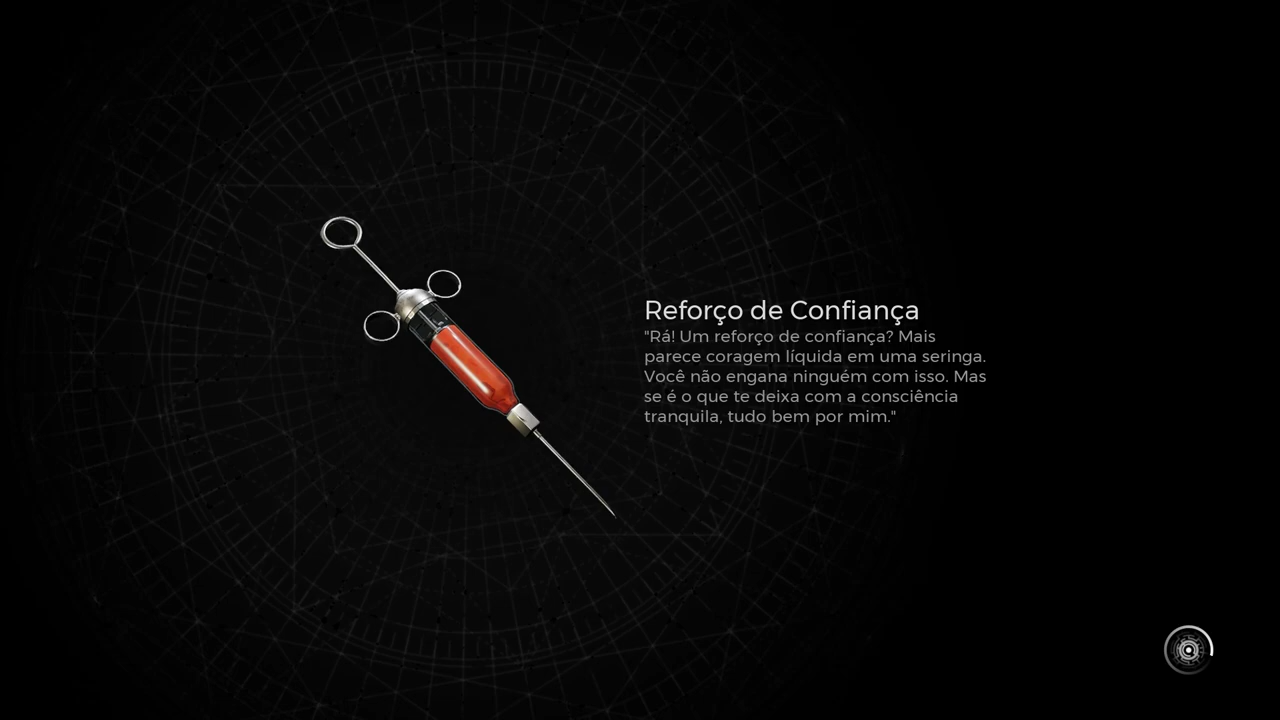 Reforço de Confiança
"Rá! Um reforço de confiança? Mais
parece coragem líquida em uma seringa.
Você não engana ninguém com isso. Mas
se é o que te deixa com a consciência
tranquila, tudo bem por mim."